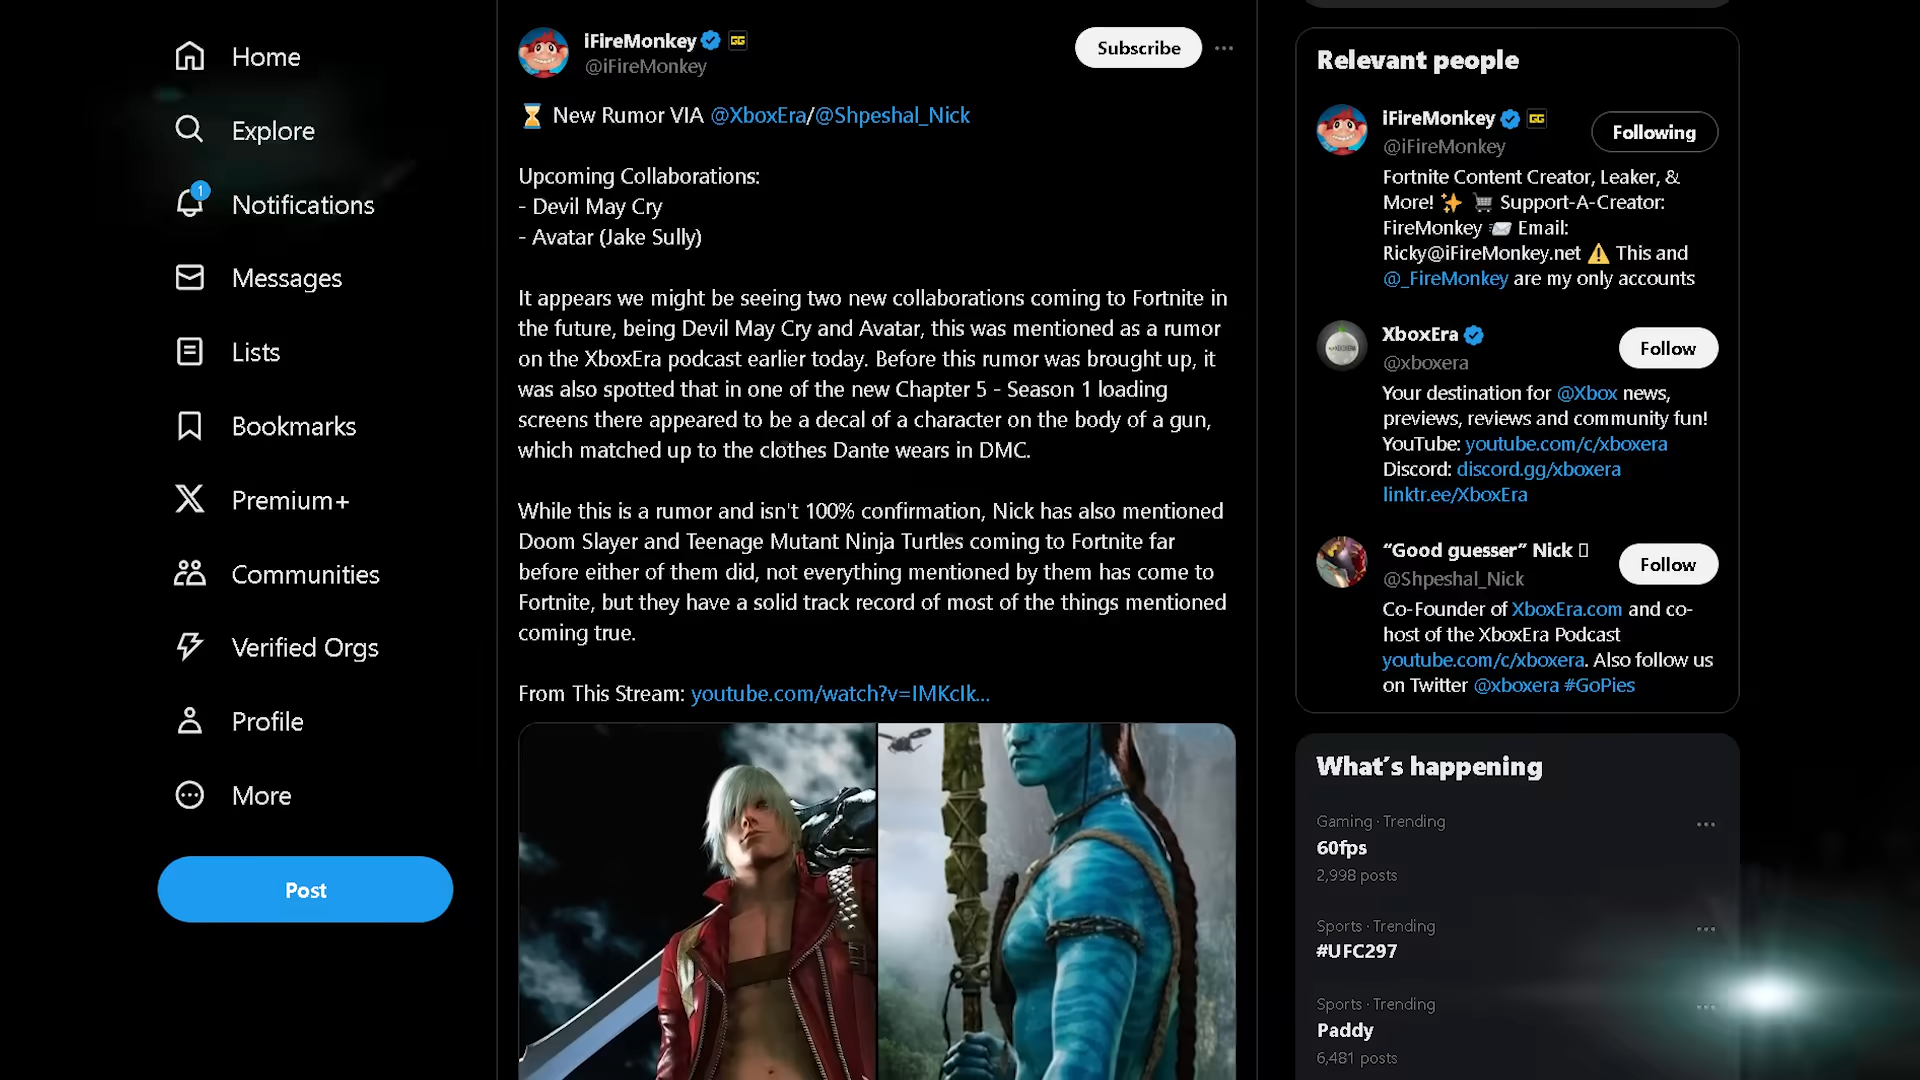 Home
Explore
1
Notifications
Messages
Lists
Bookmarks
Premium+
Communities
Verified Orgs
Profile
More
Post
iFireMonkey
@iFireMonkey
Subscribe
New Rumor VIA @XboxEra/@Shpeshal_Nick
Upcoming Collaborations:
- Devil May Cry
- Avatar (Jake Sully)
It appears we might be seeing two new collaborations coming to Fortnite in
the future, being Devil May Cry and Avatar, this was mentioned as a rumor
on the XboxEra podcast earlier today. Before this rumor was brought up, it
was also spotted that in one of the new Chapter 5 - Season 1 loading
screens there appeared to be a decal of a character on the body of a gun,
which matched up to the clothes Dante wears in DMC.
While this is a rumor and isn't 100% confirmation, Nick has also mentioned
Doom Slayer and Teenage Mutant Ninja Turtles coming to Fortnite far
before either of them did, not everything mentioned by them has come to
Fortnite, but they have a solid track record of most of the things mentioned
coming true.
From This Stream: youtube.com/watch?v=IMKcIk...
Relevant people
iFireMonkey
@iFireMonkey
Following
Fortnite Content Creator, Leaker, &
More! ✨ 🛒 Support-A-Creator:
FireMonkey 📨 Email:
Ricky@iFireMonkey.net ⚠️ This and
@_FireMonkey are my only accounts
XboxEra
@xboxera
Follow
Your destination for @Xbox news,
previews, reviews and community fun!
YouTube: youtube.com/c/xboxera
Discord: discord.gg/xboxera
linktr.ee/XboxEra
“Good guesser” Nick
@Shpeshal_Nick
Follow
Co-Founder of XboxEra.com and co-
host of the XboxEra Podcast
youtube.com/c/xboxera. Also follow us
on Twitter @xboxera #GoPies
What’s happening
Gaming · Trending
60fps
2,998 posts
Sports · Trending
#UFC297
Sports · Trending
Paddy
6,481 posts